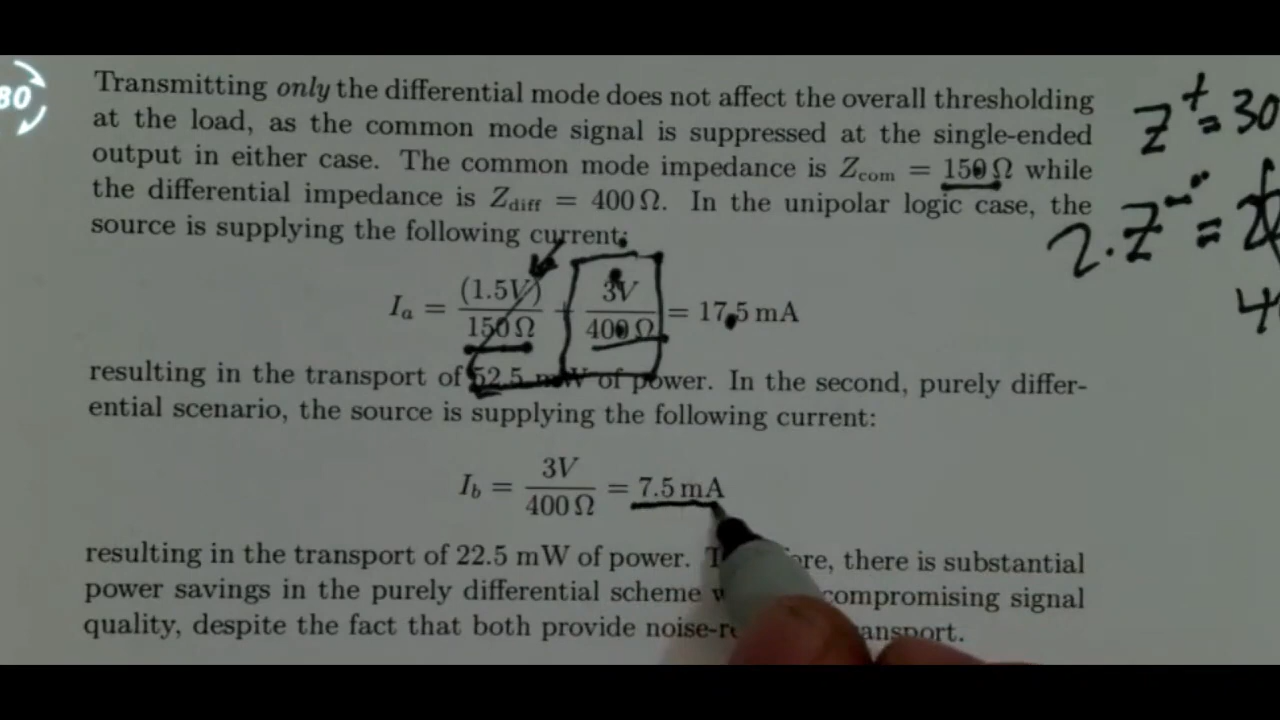 80
Transmitting only the differential mode does not affect the overall thresholding
at the load, as the common mode signal is suppressed at the single-ended
output in either case. The common mode impedance is Zcom = 150 Ω while
the differential impedance is Zdiff = 400 Ω. In the unipolar logic case, the
source is supplying the following current:
Ia = (1.5V)/150 Ω + 3V/400 Ω = 17.5 mA
resulting in the transport of 52.5 mW of power. In the second, purely differ-
ential scenario, the source is supplying the following current:
Ib = 3V/400 Ω = 7.5 mA
resulting in the transport of 22.5 mW of power. there is substantial
power savings in the purely differential scheme compromising signal
quality, despite the fact that both provide
Z+ = 30
2·Z- =